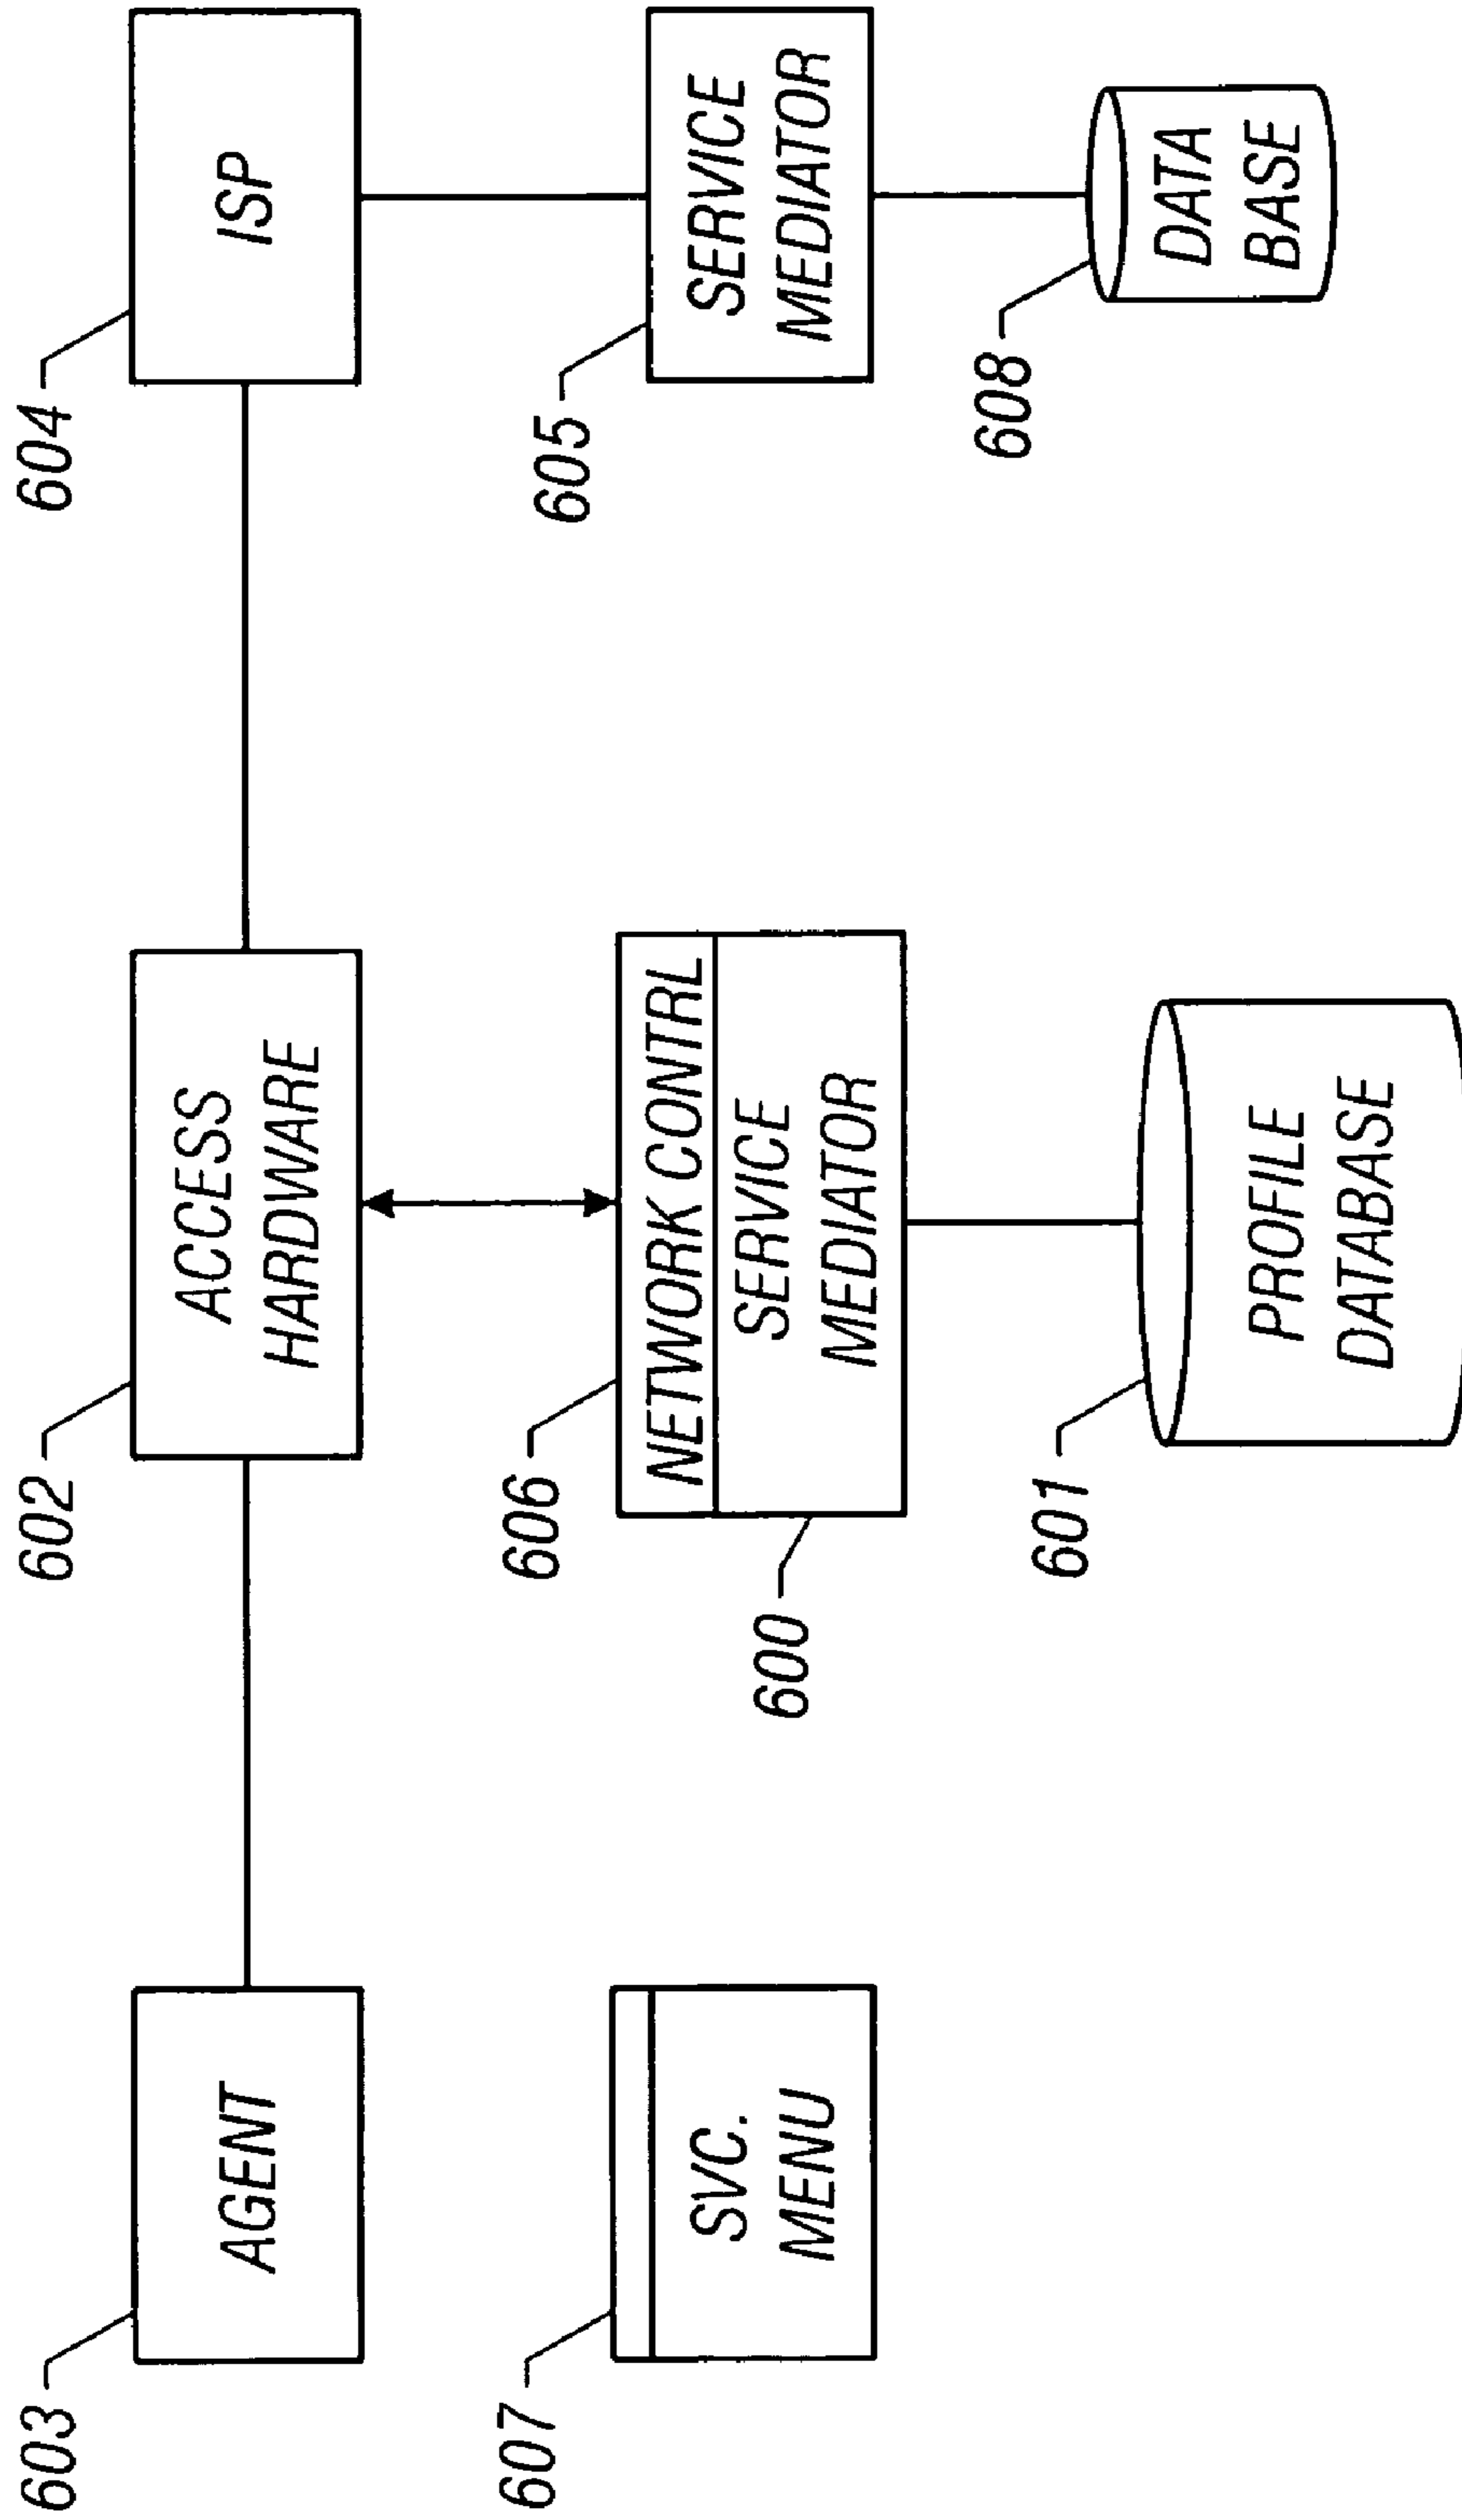 603
AGENT
602
ACCESS
HARDWARE
604
ISP
607
SVC.
MENU
606
NETWORK CONTRL
SERVICE
MEDIATOR
600
605
SERVICE
MEDIATOR
601
PROFILE
DATABASE
608
DATA
BASE